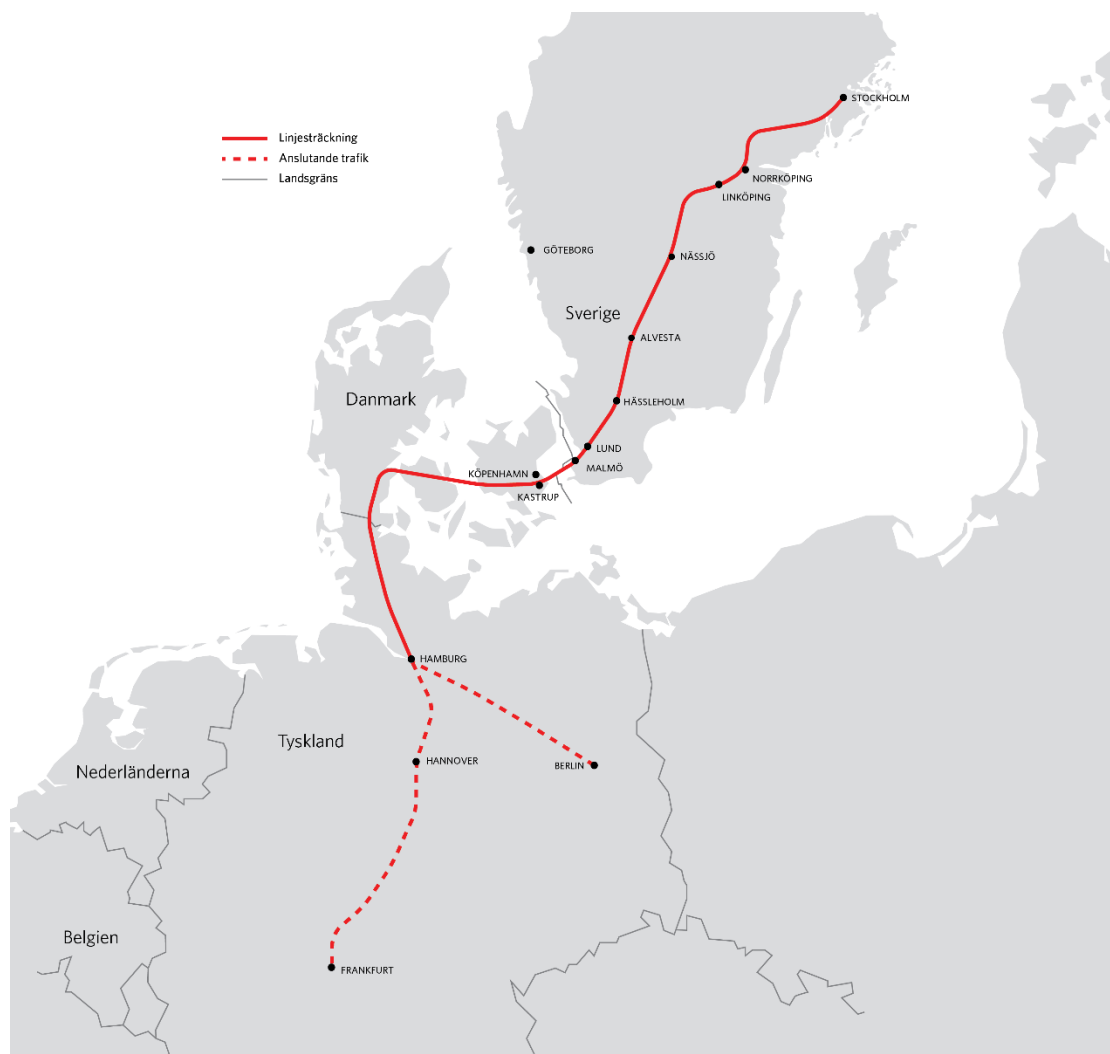 STOCKHOLM
Linjesträckning
Anslutande trafik
Landsgräns
NORRKÖPING
LINKÖPING
GÖTEBORG
NÄSSJÖ
Sverige
ALVESTA
Danmark
HÄSSLEHOLM
LUND
MALMÖ
KÖPENHAMN
KASTRUP
HAMBURG
Tyskland
HANNOVER
BERLIN
Nederländerna
Belgien
FRANKFURT